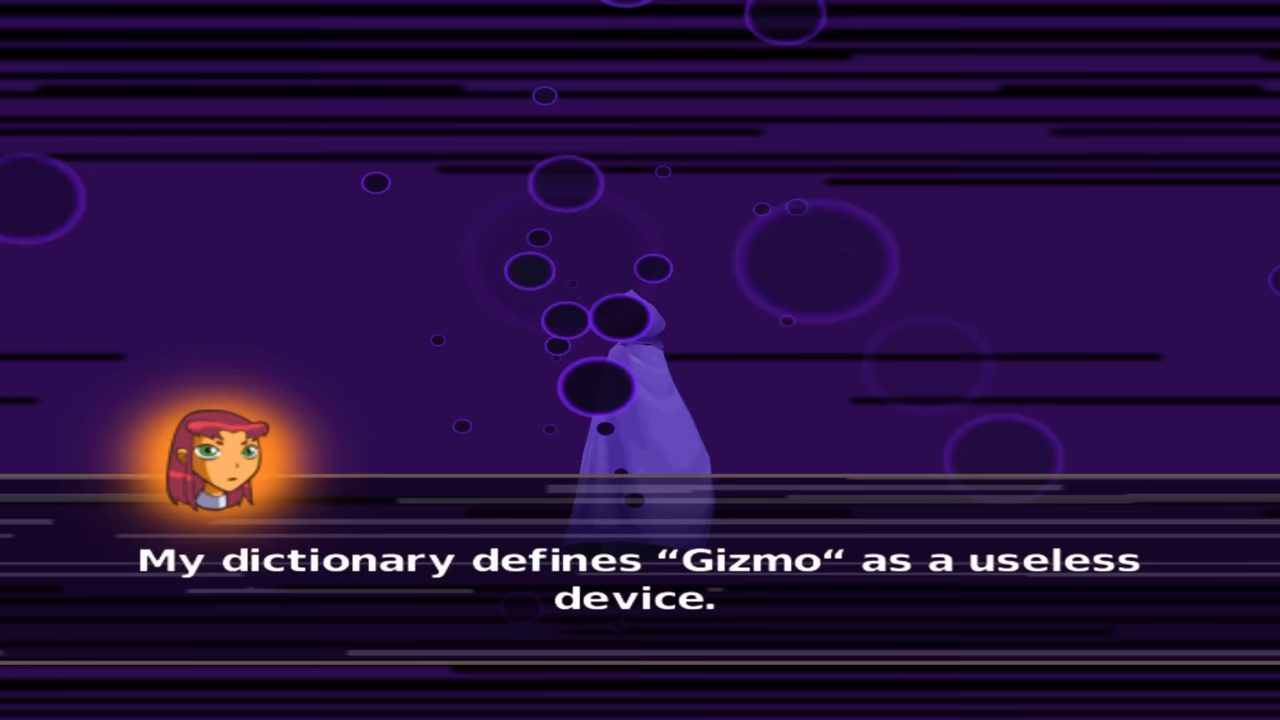 My dictionary defines “Gizmo“ as a useless
device.